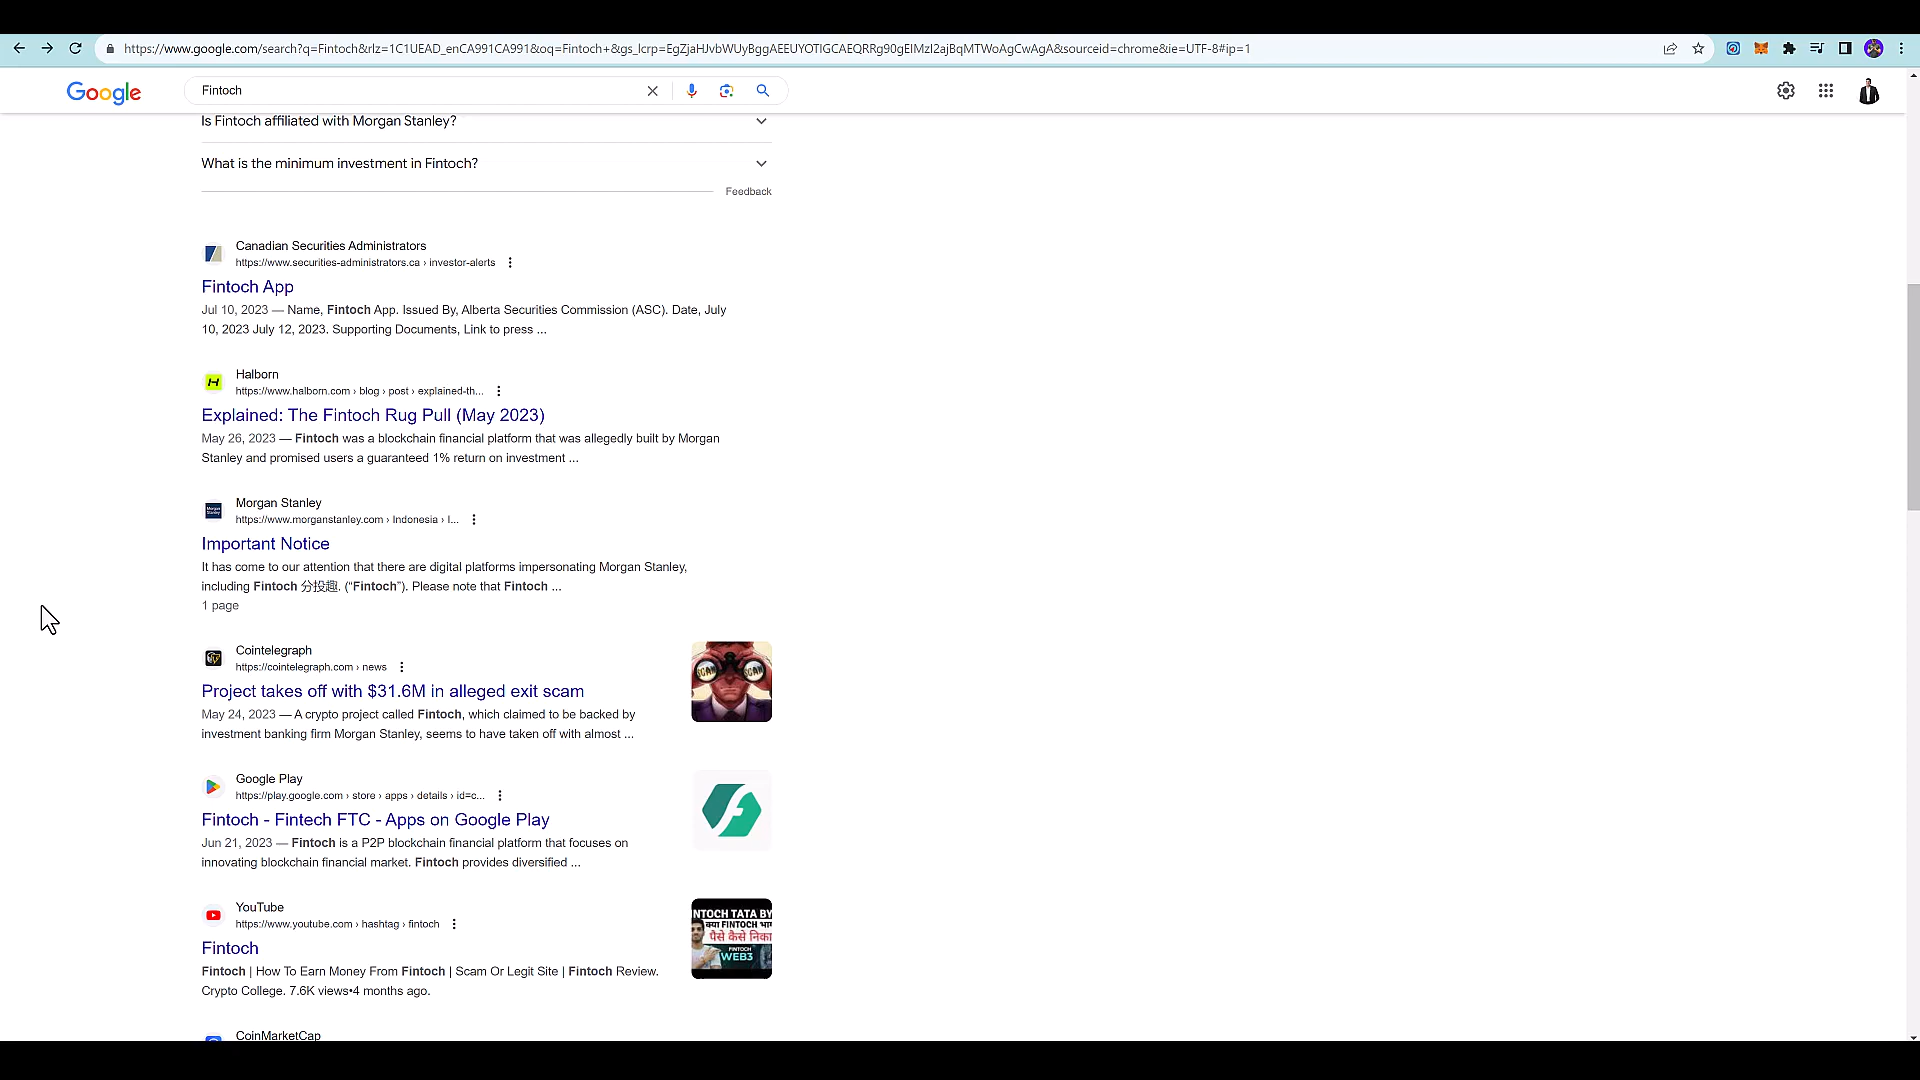 https://www.google.com/search?q=Fintoch&rlz=1C1UEAD_enCA991CA991&oq=Fintoch+&gs_lcrp=EgZjaHJvbWUyBggAEEUYOTIGCAEQRRg90gEIMzI2ajBqMTWoAgCwAgA&sourceid=chrome&ie=UTF-8#ip=1
Google
Fintoch
Is Fintoch affiliated with Morgan Stanley?
What is the minimum investment in Fintoch?
Feedback
Canadian Securities Administrators
https://www.securities-administrators.ca › investor-alerts
Fintoch App
Jul 10, 2023 — Name, Fintoch App. Issued By, Alberta Securities Commission (ASC). Date, July
10, 2023 July 12, 2023. Supporting Documents, Link to press ...
Halborn
https://www.halborn.com › blog › post › explained-th...
Explained: The Fintoch Rug Pull (May 2023)
May 26, 2023 — Fintoch was a blockchain financial platform that was allegedly built by Morgan
Stanley and promised users a guaranteed 1% return on investment ...
Morgan Stanley
https://www.morganstanley.com › Indonesia › I...
Important Notice
It has come to our attention that there are digital platforms impersonating Morgan Stanley,
including Fintoch 分投趣. (“Fintoch”). Please note that Fintoch ...
1 page
Cointelegraph
https://cointelegraph.com › news
Project takes off with $31.6M in alleged exit scam
May 24, 2023 — A crypto project called Fintoch, which claimed to be backed by
investment banking firm Morgan Stanley, seems to have taken off with almost ...
SCAM SCAM
Google Play
https://play.google.com › store › apps › details › id=c...
Fintoch - Fintech FTC - Apps on Google Play
Jun 21, 2023 — Fintoch is a P2P blockchain financial platform that focuses on
innovating blockchain financial market. Fintoch provides diversified ...
YouTube
https://www.youtube.com › hashtag › fintoch
Fintoch
Fintoch | How To Earn Money From Fintoch | Scam Or Legit Site | Fintoch Review.
Crypto College. 7.6K views•4 months ago.
NTOCH TATA BY
क्या FINTOCH भाग
पैसे कैसे निका
FINTOCH
WEB3
CoinMarketCap